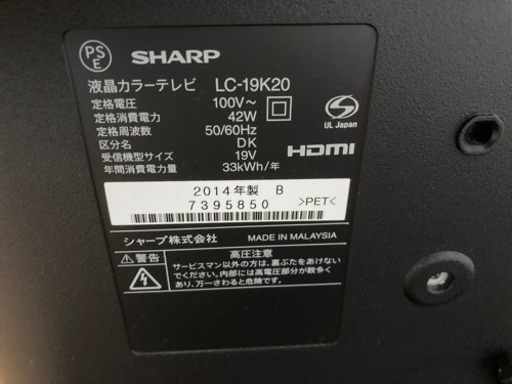 PSE SHARP
液晶カラーテレビ LC-19K20
定格電圧 100V~
定格消費電力 42W
定格周波数 50/60Hz
区分名 DK
受信機型サイズ 19V
年間消費電力量 33kWh/年
S
UL Japan
HDMI
2014年製 B
7395850
>PET<
シャープ株式会社 MADE IN MALAYSIA
⚠警告 高圧注意
サービスマン以外の方は、裏ぶたをあけないで
ください。内部には高電圧部分が数多く
あり、万一さわると危険です。